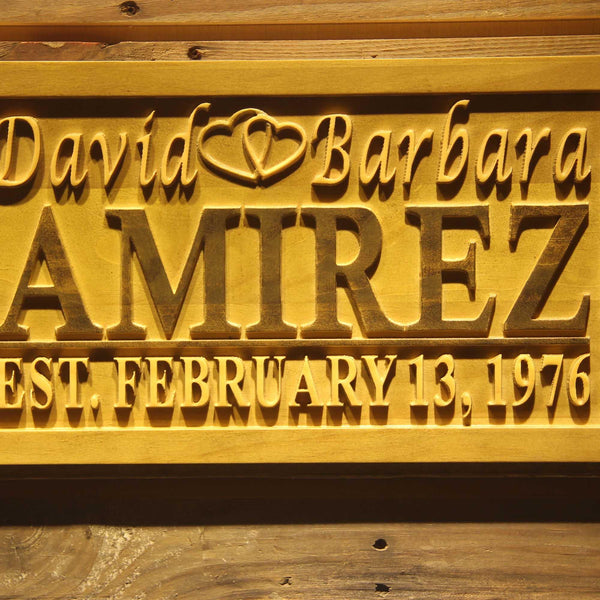 David Barbara
AMIREZ
EST. FEBRUARY 13, 1976